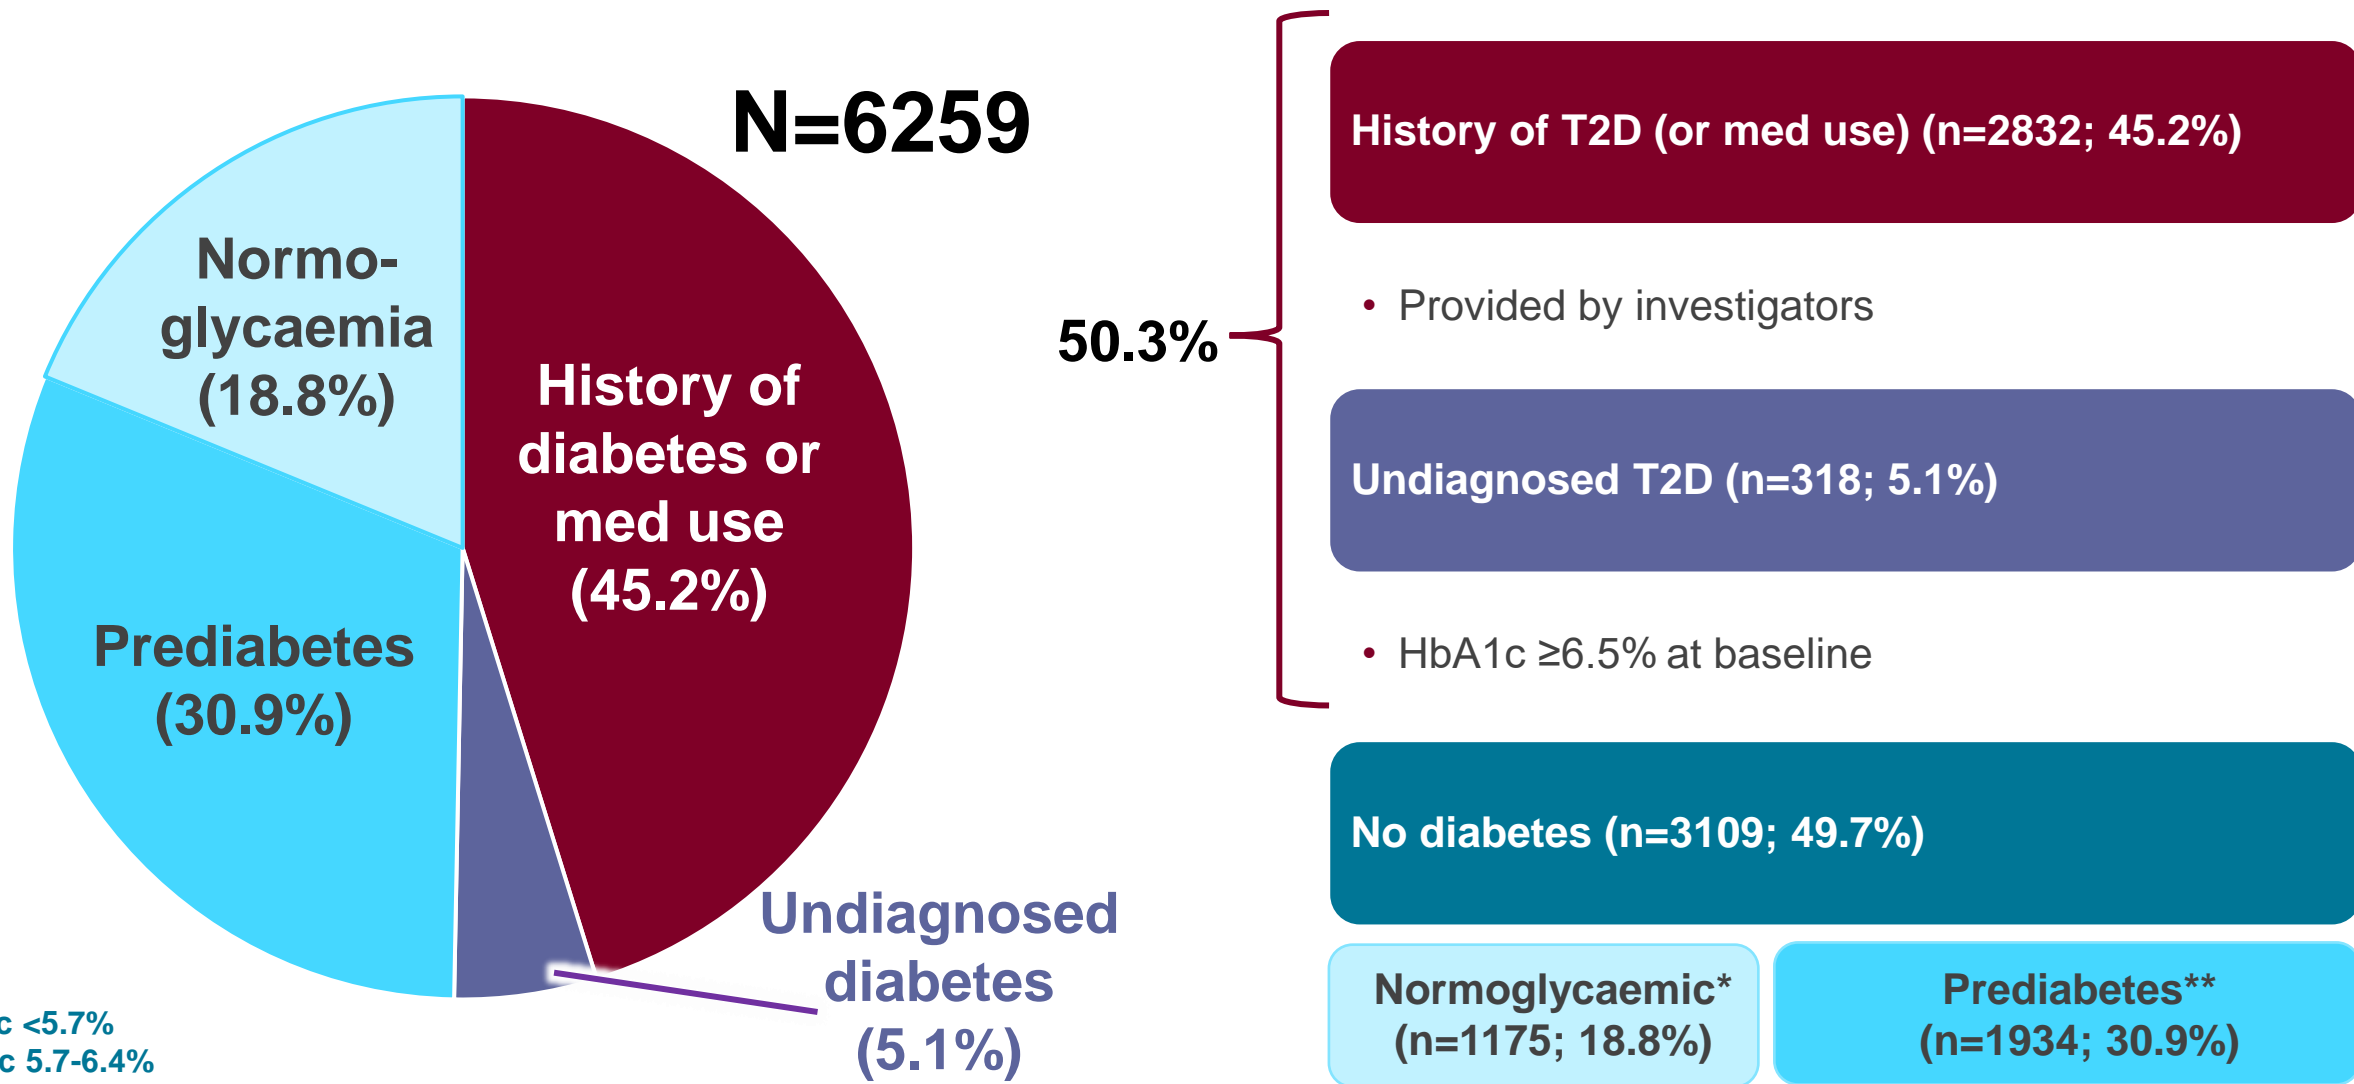 N=6259
Normo-
glycaemia
(18.8%)
History of
diabetes or
med use
(45.2%)
Prediabetes
(30.9%)
Undiagnosed
diabetes
(5.1%)
c <5.7%
c 5.7-6.4%
50.3%
History of T2D (or med use) (n=2832; 45.2%)
• Provided by investigators
Undiagnosed T2D (n=318; 5.1%)
• HbA1c ≥6.5% at baseline
No diabetes (n=3109; 49.7%)
Normoglycaemic*
(n=1175; 18.8%)
Prediabetes**
(n=1934; 30.9%)